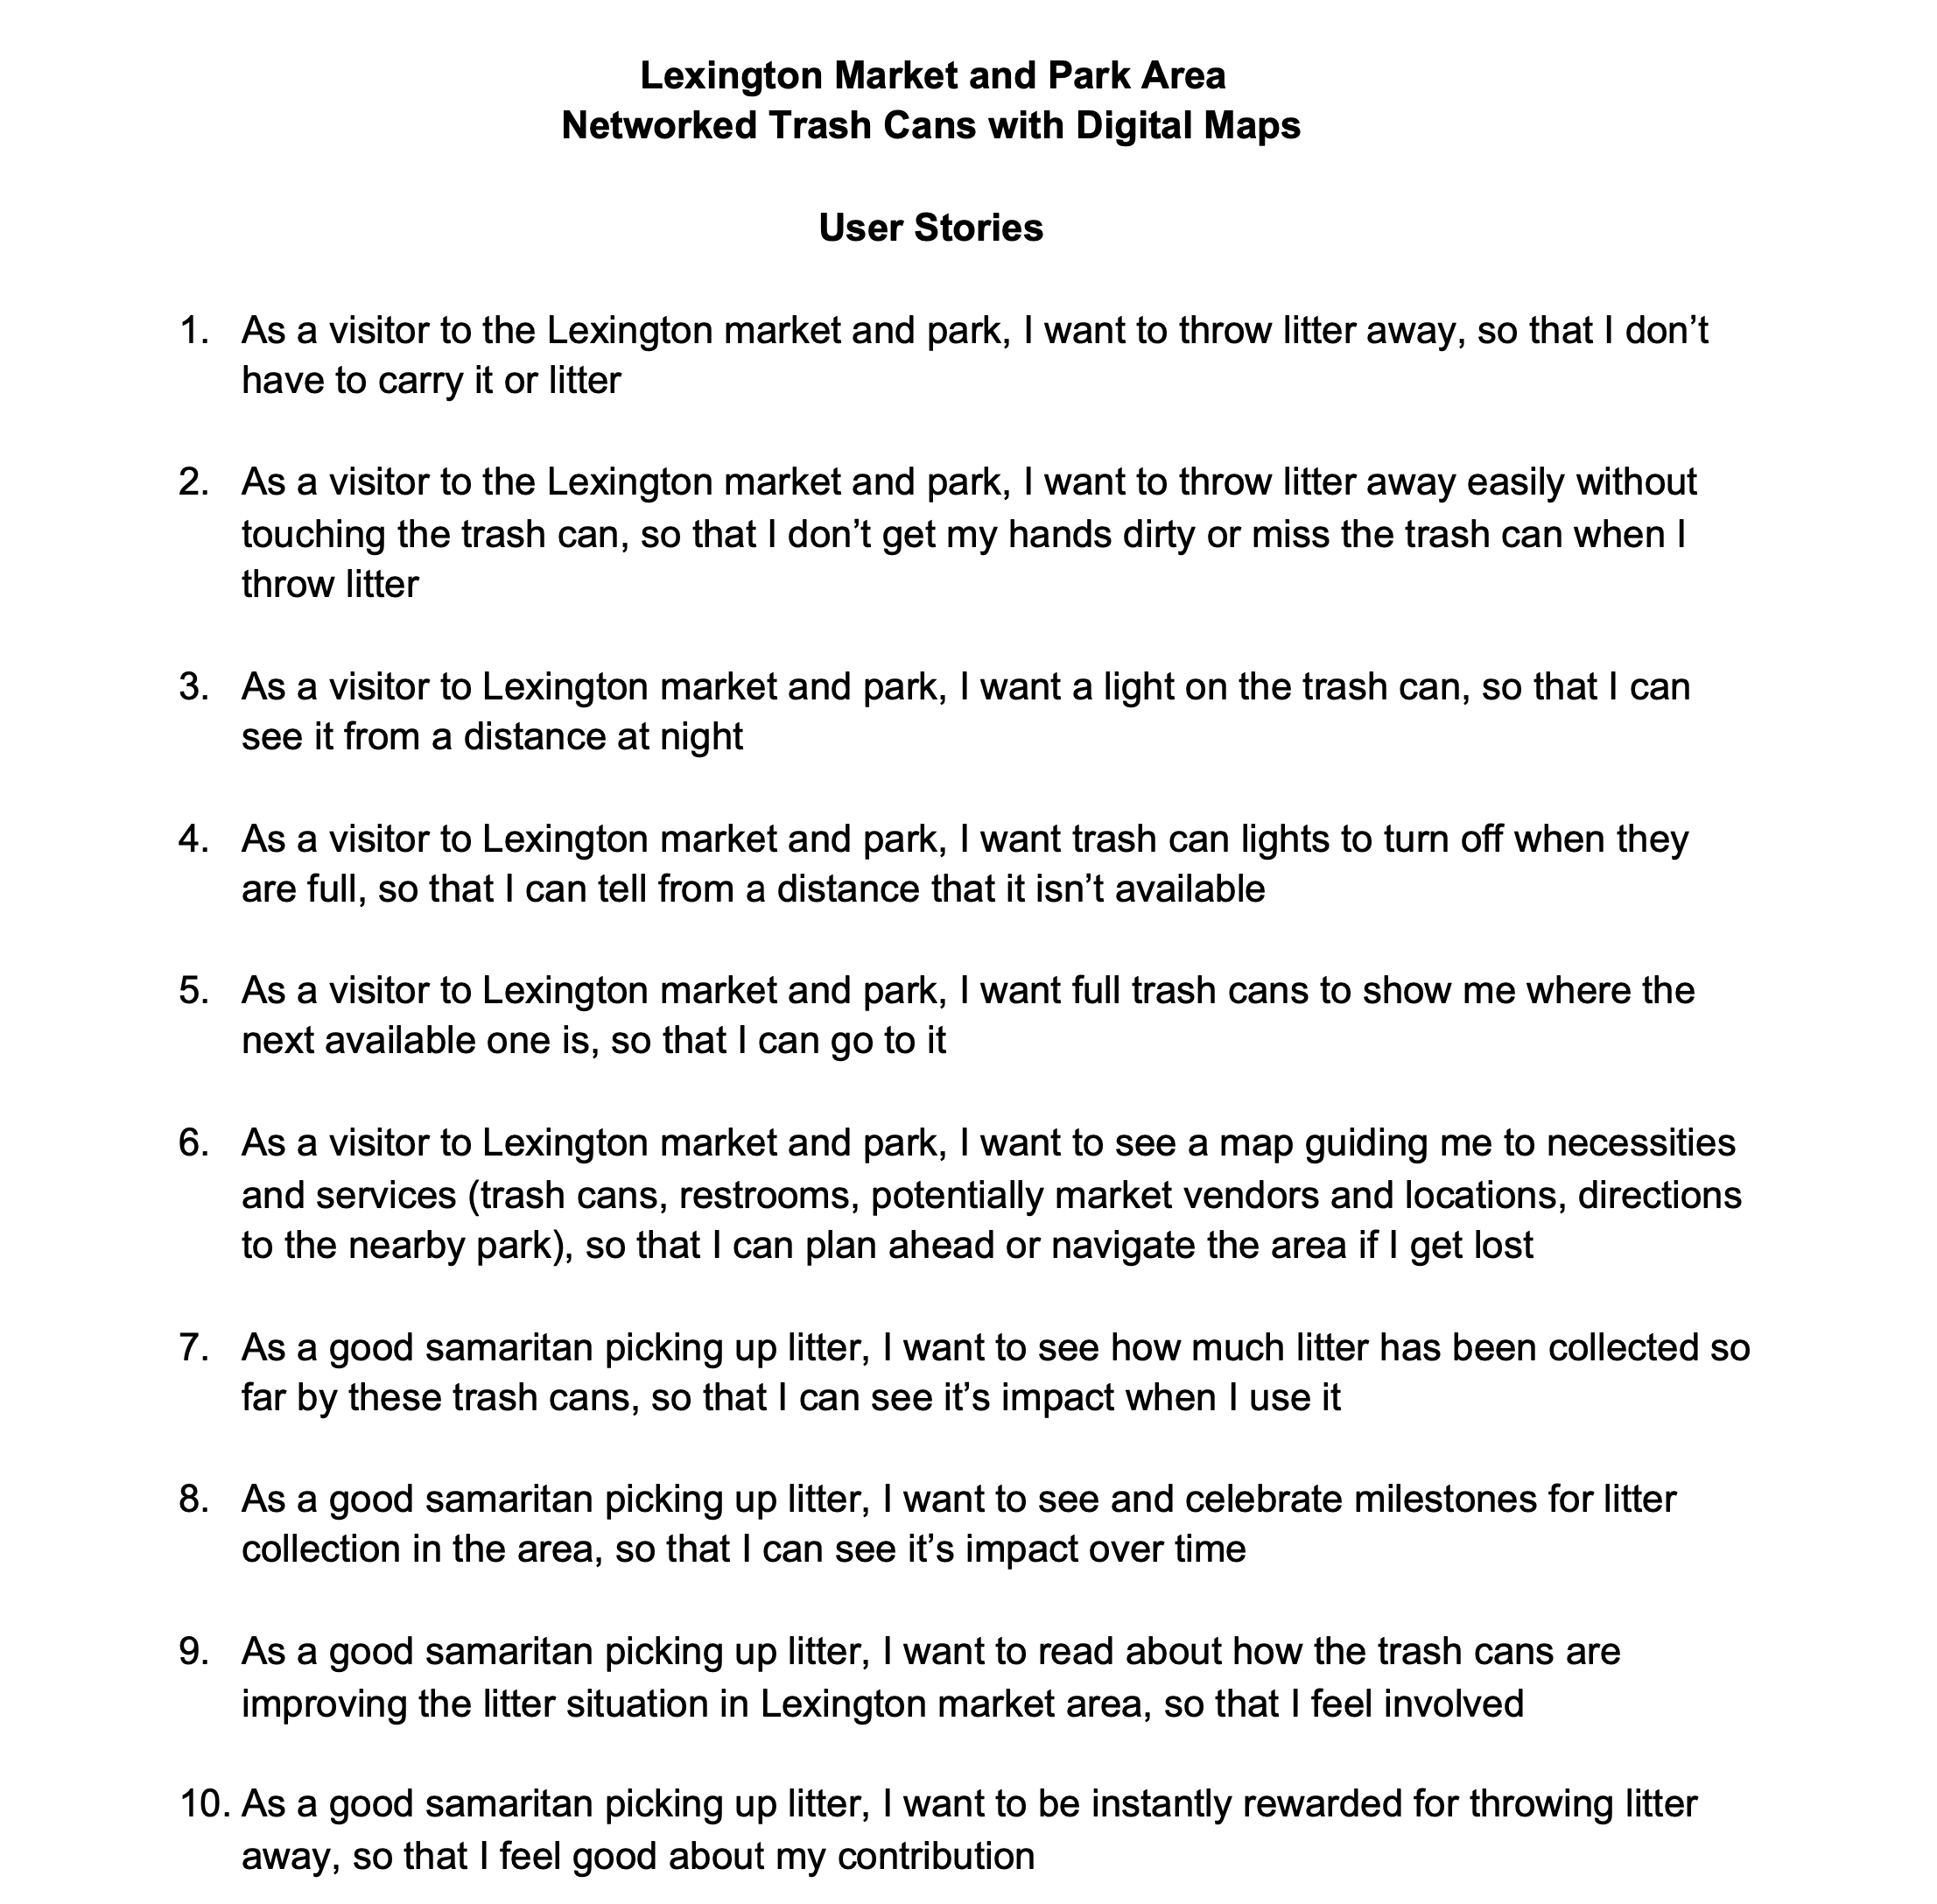 Lexington Market and Park Area
Networked Trash Cans with Digital Maps
User Stories
1. As a visitor to the Lexington market and park, I want to throw litter away, so that I don’t
have to carry it or litter
2. As a visitor to the Lexington market and park, I want to throw litter away easily without
touching the trash can, so that I don’t get my hands dirty or miss the trash can when I
throw litter
3. As a visitor to Lexington market and park, I want a light on the trash can, so that I can
see it from a distance at night
4. As a visitor to Lexington market and park, I want trash can lights to turn off when they
are full, so that I can tell from a distance that it isn’t available
5. As a visitor to Lexington market and park, I want full trash cans to show me where the
next available one is, so that I can go to it
6. As a visitor to Lexington market and park, I want to see a map guiding me to necessities
and services (trash cans, restrooms, potentially market vendors and locations, directions
to the nearby park), so that I can plan ahead or navigate the area if I get lost
7. As a good samaritan picking up litter, I want to see how much litter has been collected so
far by these trash cans, so that I can see it’s impact when I use it
8. As a good samaritan picking up litter, I want to see and celebrate milestones for litter
collection in the area, so that I can see it’s impact over time
9. As a good samaritan picking up litter, I want to read about how the trash cans are
improving the litter situation in Lexington market area, so that I feel involved
10. As a good samaritan picking up litter, I want to be instantly rewarded for throwing litter
away, so that I feel good about my contribution